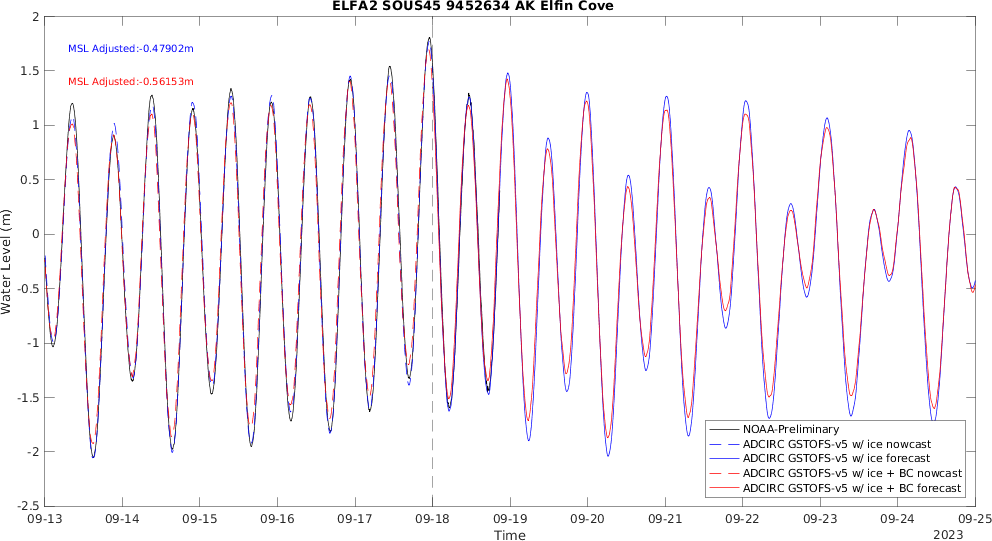 ELFA2 SOUS45 9452634 AK Elfin Cove
MSL Adjusted:-0.47902m
MSL Adjusted:-0.56153m
Water Level (m)
2
1.5
1
0.5
0
-0.5
-1
-1.5
-2
-2.5
NOAA-Preliminary
ADCIRC GSTOFS-v5 w/ ice nowcast
ADCIRC GSTOFS-v5 w/ ice forecast
ADCIRC GSTOFS-v5 w/ ice + BC nowcast
ADCIRC GSTOFS-v5 w/ ice + BC forecast
09-13 09-14 09-15 09-16 09-17 09-18 09-19 09-20 09-21 09-22 09-23 09-24 09-25
Time
2023